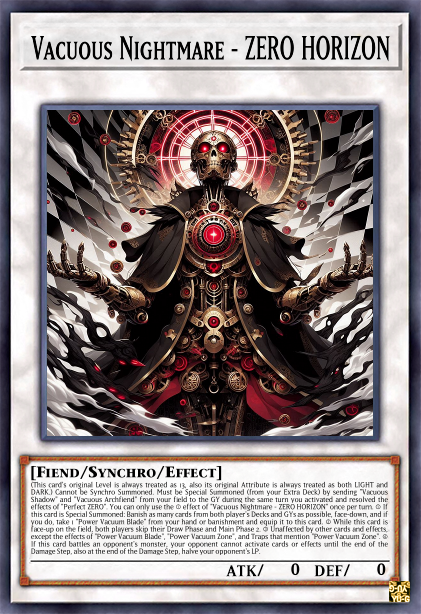 Vacuous Nightmare - ZERO HORIZON
[Fiend/Synchro/Effect]
(This card's original Level is always treated as 13, also its original Attribute is always treated as both LIGHT and
DARK.) Cannot be Synchro Summoned. Must be Special Summoned (from your Extra Deck) by sending "Vacuous
Shadow" and "Vacuous Archfiend" from your field to the GY during the same turn you activated and resolved the
effects of "Perfect ZERO". You can only use the ① effect of "Vacuous Nightmare - ZERO HORIZON" once per turn. ① If
this card is Special Summoned: Banish as many cards from both player's Decks and GYs as possible, face-down, and if
you do, take 1 "Power Vacuum Blade" from your hand or banishment and equip it to this card. ② While this card is
face-up on the field, both players skip their Draw Phase and Main Phase 2. ③ Unaffected by other cards and effects,
except the effects of "Power Vacuum Blade", "Power Vacuum Zone", and Traps that mention "Power Vacuum Zone". ④
If this card battles an opponent's monster, your opponent cannot activate cards or effects until the end of the
Damage Step, also at the end of the Damage Step, halve your opponent's LP.
ATK/ 0 DEF/ 0